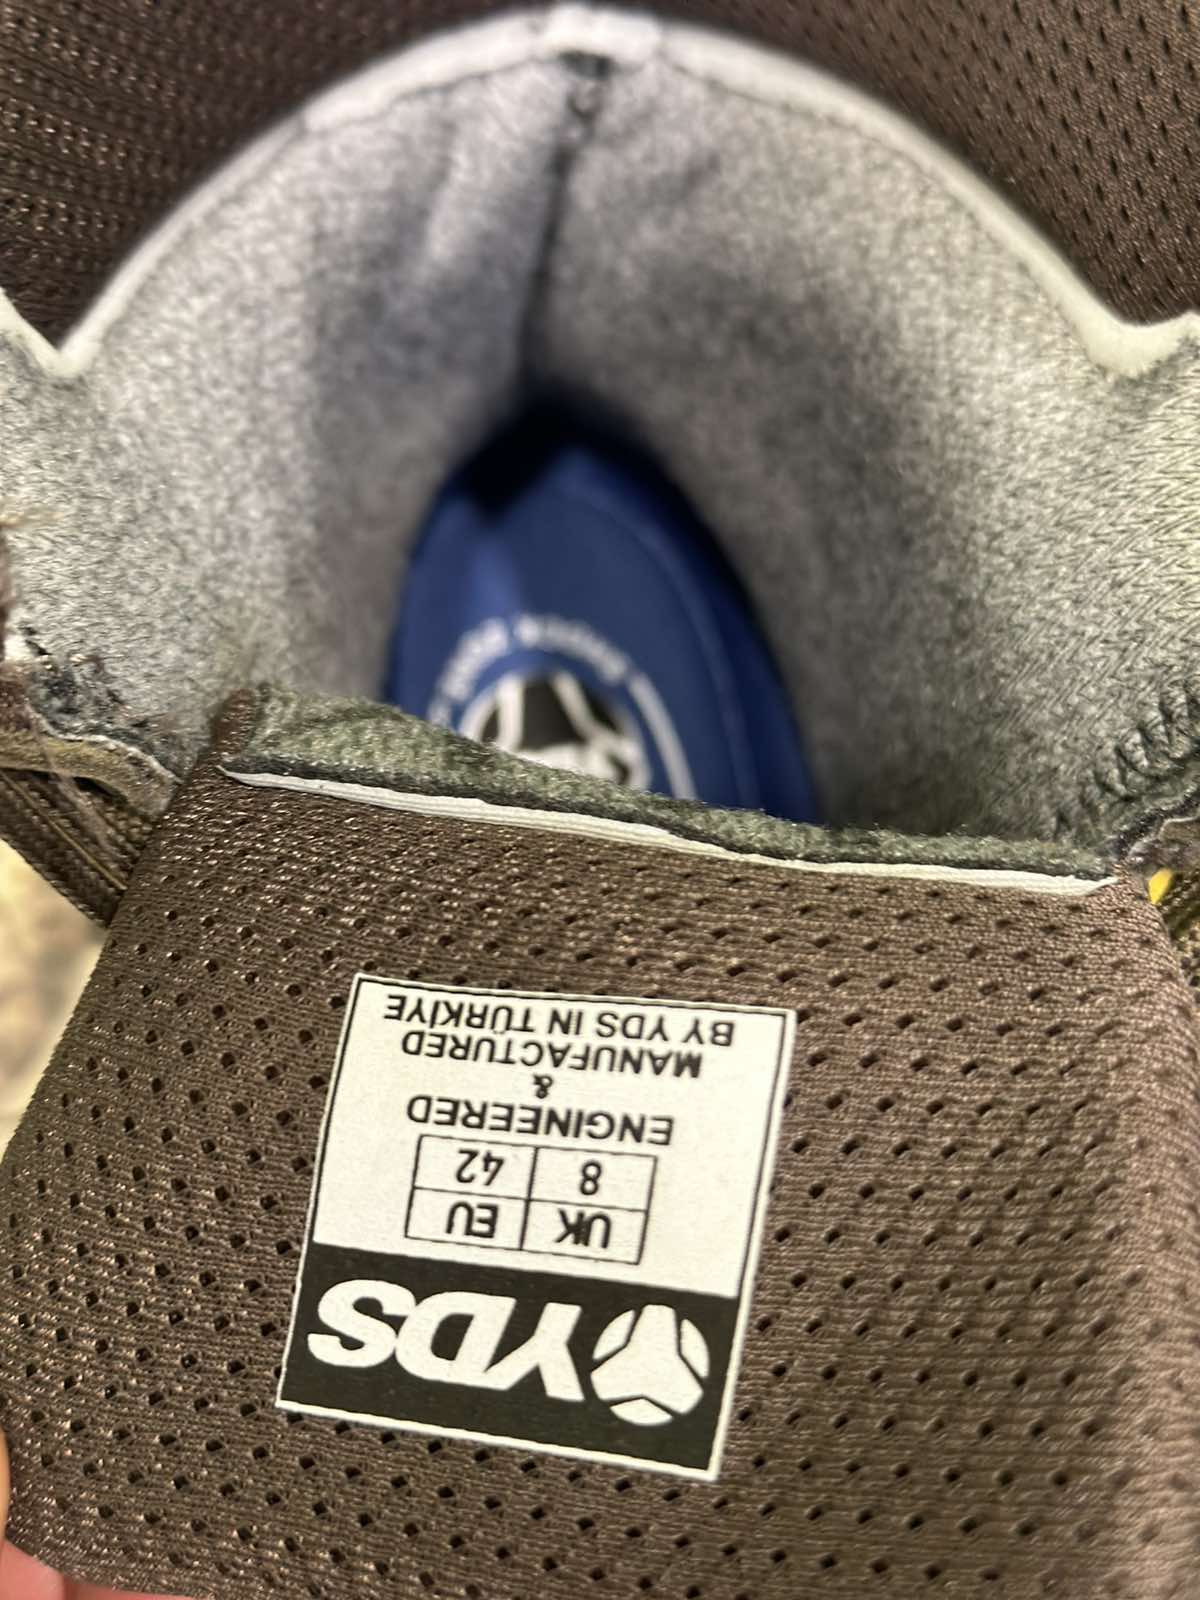 YDS
UK EU
8 42
ENGINEERED
&
MANUFACTURED
BY YDS IN TÜRKİYE